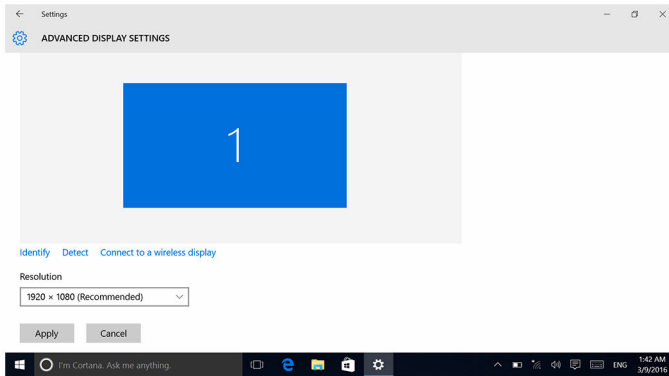 Settings
ADVANCED DISPLAY SETTINGS
1
Identify Detect Connect to a wireless display
Resolution
1920 × 1080 (Recommended)
Apply Cancel
I'm Cortana. Ask me anything.
ENG
1:42 AM
3/9/2016